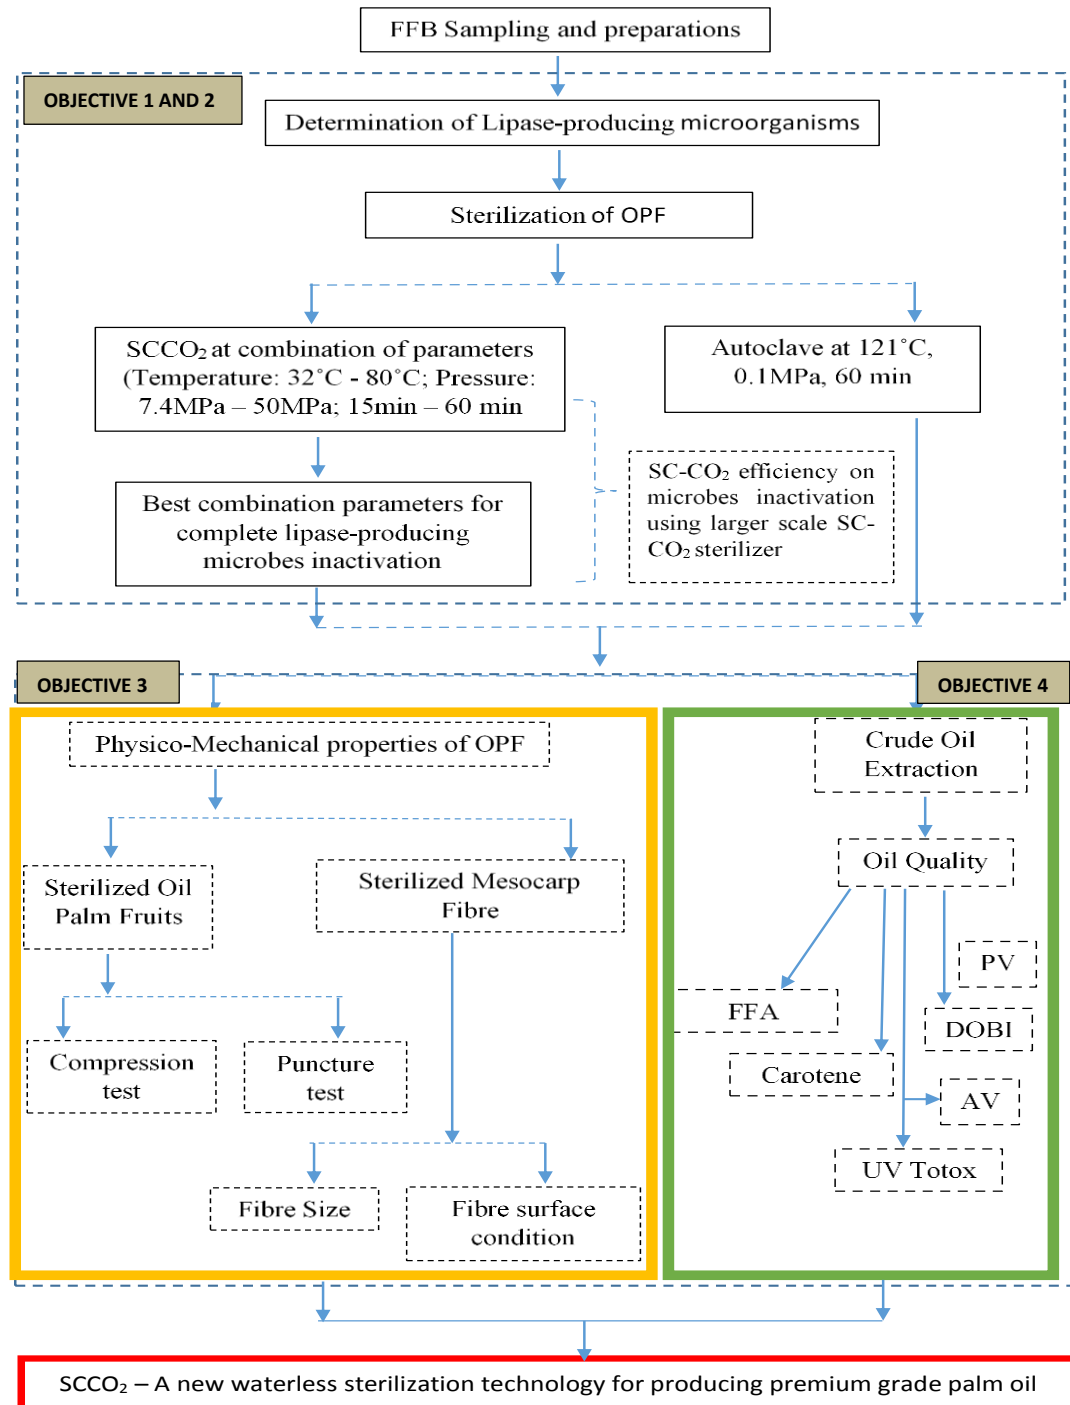 FFB Sampling and preparations
OBJECTIVE 1 AND 2
Determination of Lipase-producing microorganisms
Sterilization of OPF
SCCO₂ at combination of parameters
(Temperature: 32˚C - 80˚C; Pressure:
7.4MPa – 50MPa; 15min – 60 min
Autoclave at 121˚C,
0.1MPa, 60 min
SC-CO₂ efficiency on
microbes inactivation
using larger scale SC-
CO₂ sterilizer
Best combination parameters for
complete lipase-producing
microbes inactivation
OBJECTIVE 3
OBJECTIVE 4
Physico-Mechanical properties of OPF
Sterilized Oil
Palm Fruits
Sterilized Mesocarp
Fibre
Compression
test
Puncture
test
Fibre Size
Fibre surface
condition
Crude Oil
Extraction
Oil Quality
PV
FFA
DOBI
Carotene
AV
UV Totox
SCCO₂ – A new waterless sterilization technology for producing premium grade palm oil